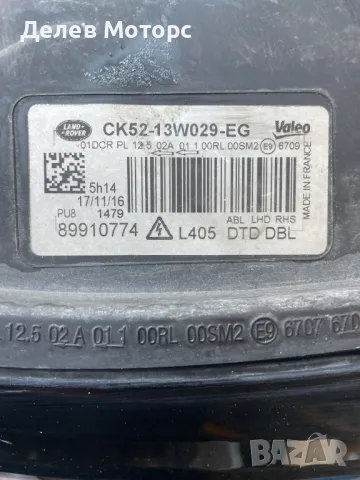 Делев Моторс
LAND-ROVER CK52-13W029-EG Valeo
01DCR PL 12.5 02A 01 1 00RL 00SM2 E9 6709
5h14
17/11/16
PU8 1479 ABL LHD RHS
89910774 L405 DTD DBL
MADE IN FRANCE
12.5 02 A 01 1 00RL 00SM2 E9 6707 670
BAZAR